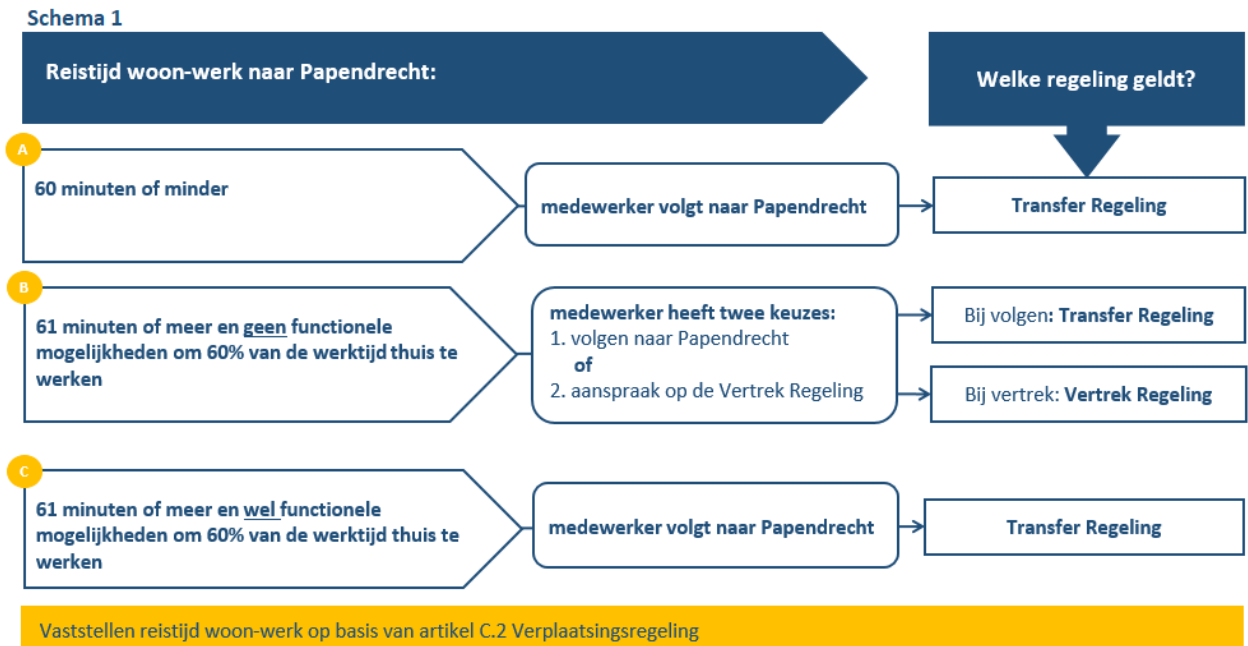 Schema 1
Reistijd woon-werk naar Papendrecht:
Welke regeling geldt?
A
60 minuten of minder
medewerker volgt naar Papendrecht
Transfer Regeling
B
61 minuten of meer en geen functionele
mogelijkheden om 60% van de werktijd thuis te
werken
medewerker heeft twee keuzes:
1. volgen naar Papendrecht
of
2. aanspraak op de Vertrek Regeling
Bij volgen: Transfer Regeling
Bij vertrek: Vertrek Regeling
C
61 minuten of meer en wel functionele
mogelijkheden om 60% van de werktijd thuis te
werken
medewerker volgt naar Papendrecht
Transfer Regeling
Vaststellen reistijd woon-werk op basis van artikel C.2 Verplaatsingsregeling